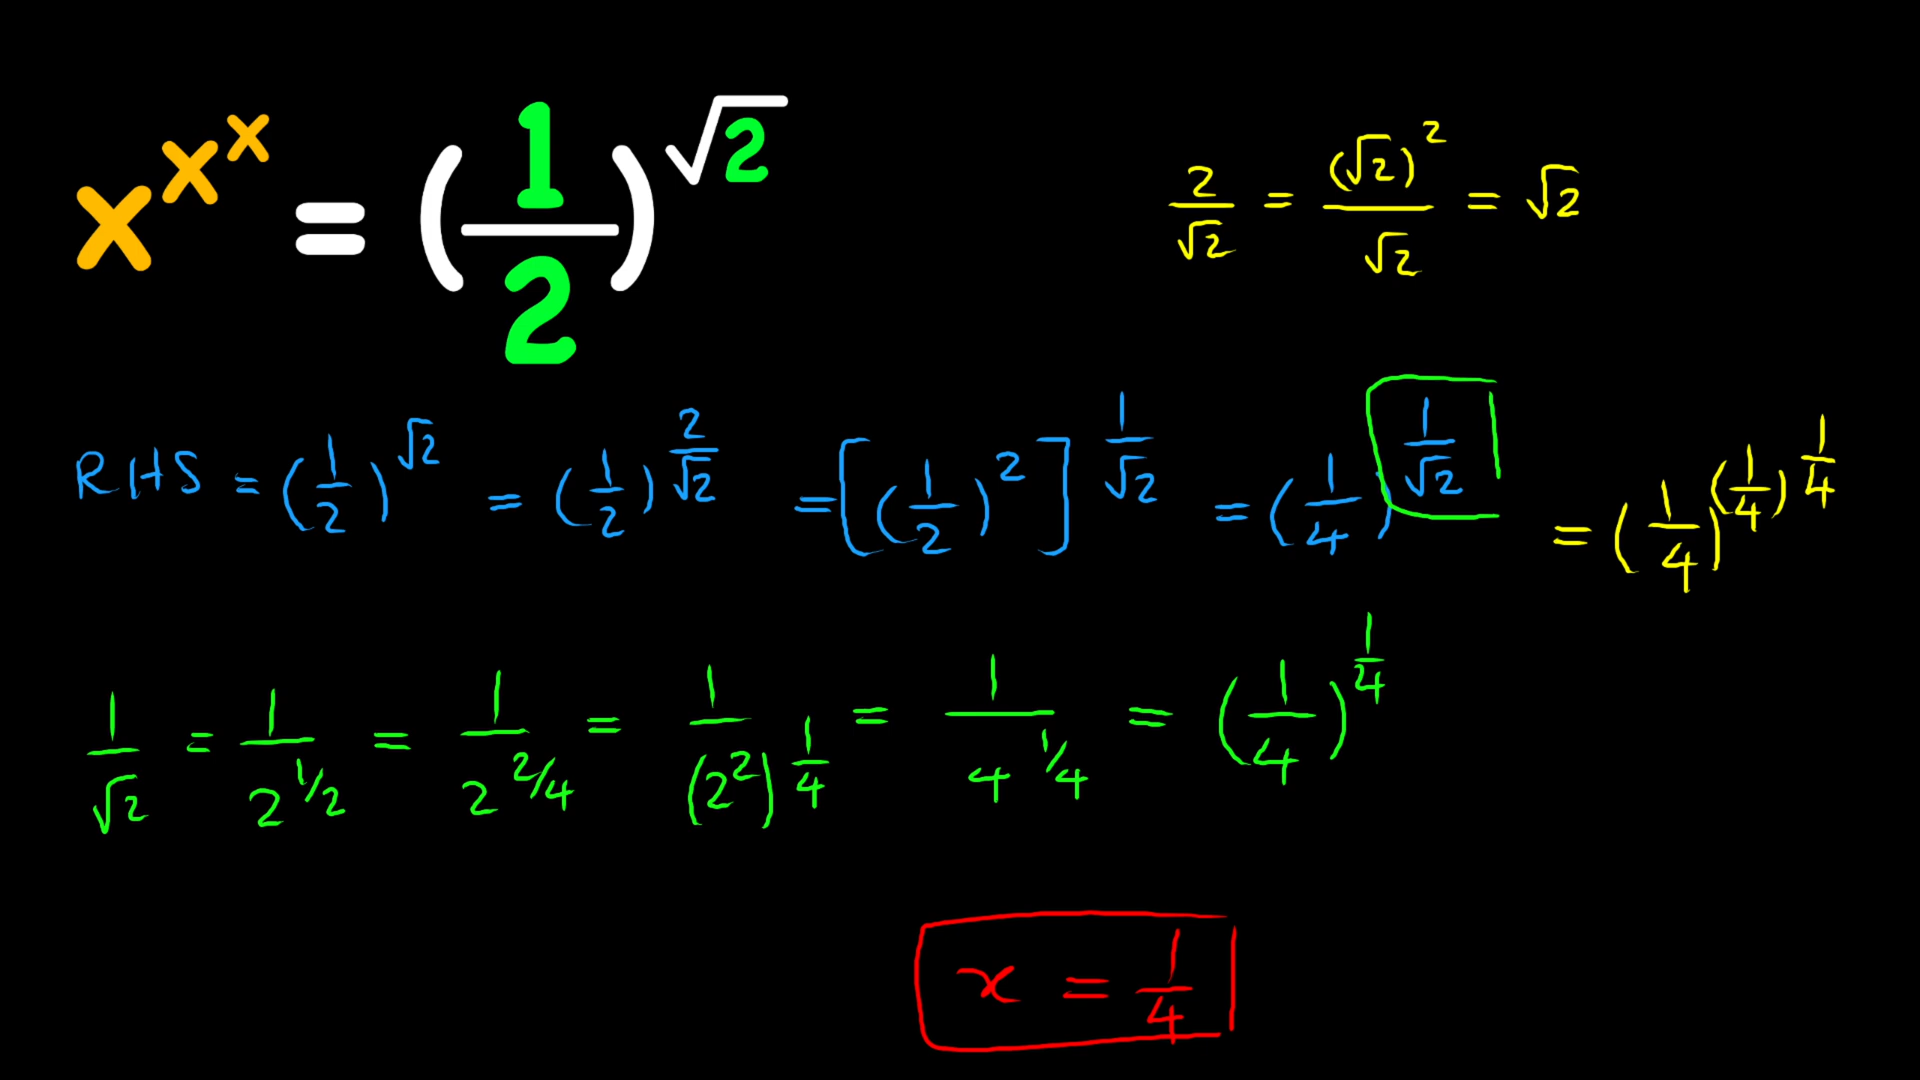 x^{x^x} = (1/2)^{√2}
2/√2 = (√2)^2/√2 = √2
RHS = (1/2)^{√2} = (1/2)^{2/√2} = [(1/2)^2]^{1/√2} = (1/4)^{1/√2} = (1/4)^{(1/4)^{1/4}}
1/√2 = 1/2^{1/2} = 1/2^{2/4} = 1/(2^2)^{1/4} = 1/4^{1/4} = (1/4)^{1/4}
x = 1/4